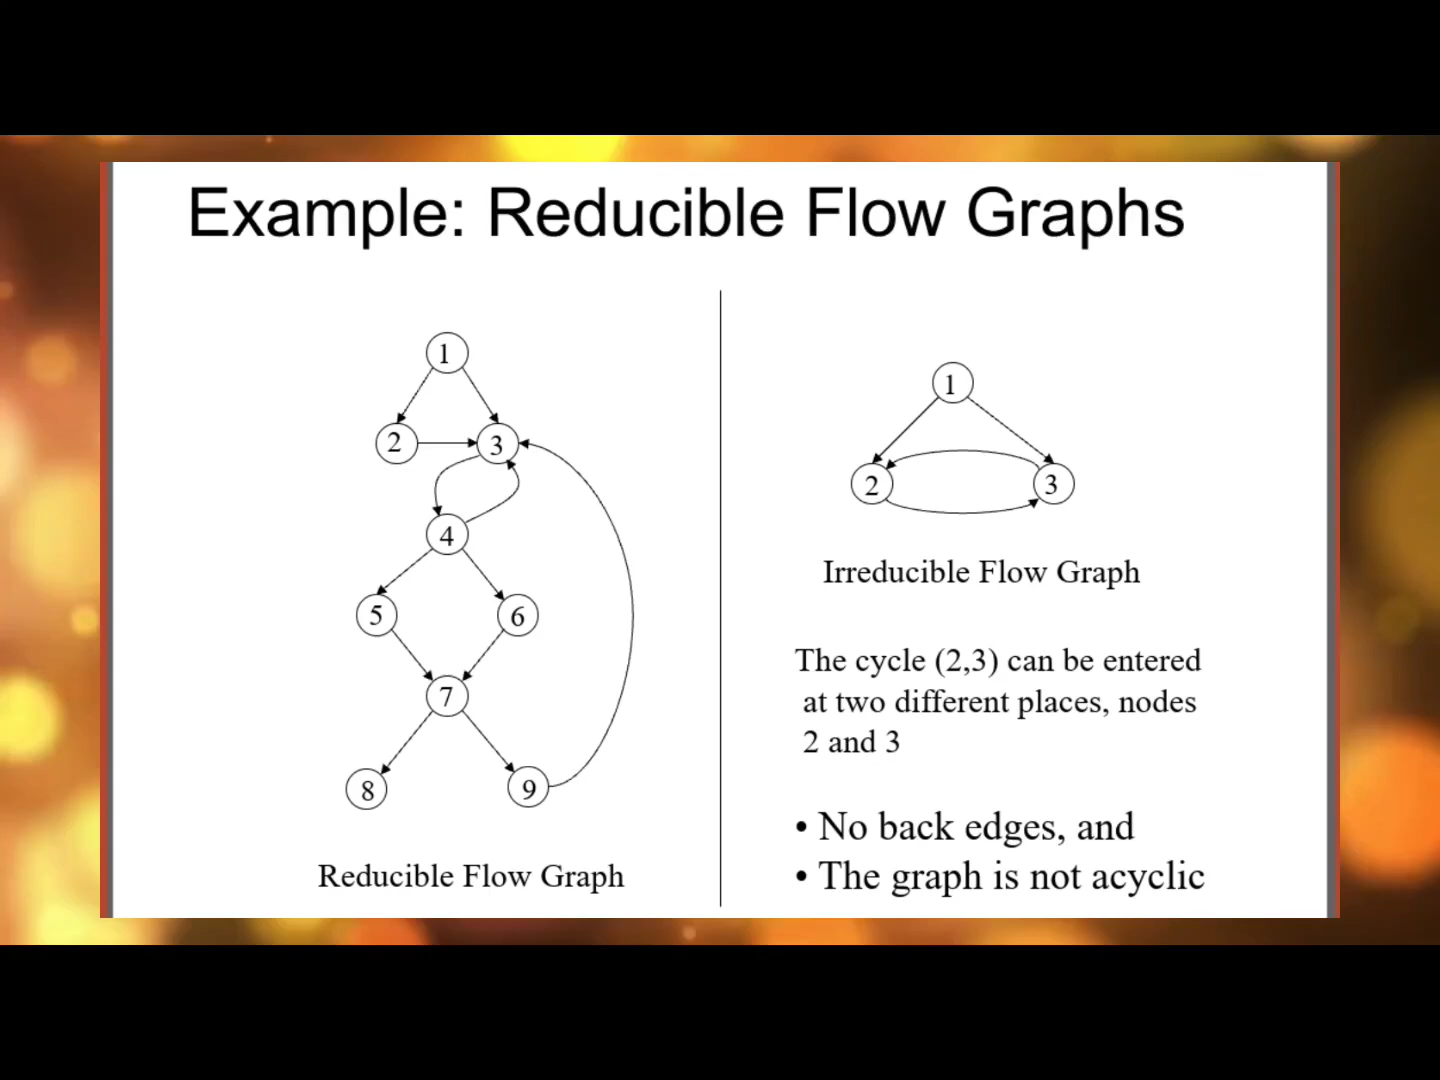 Example: Reducible Flow Graphs
1
2
3
4
5
6
7
8
9
Reducible Flow Graph
1
2
3
Irreducible Flow Graph
The cycle (2,3) can be entered
at two different places, nodes
2 and 3
• No back edges, and
• The graph is not acyclic